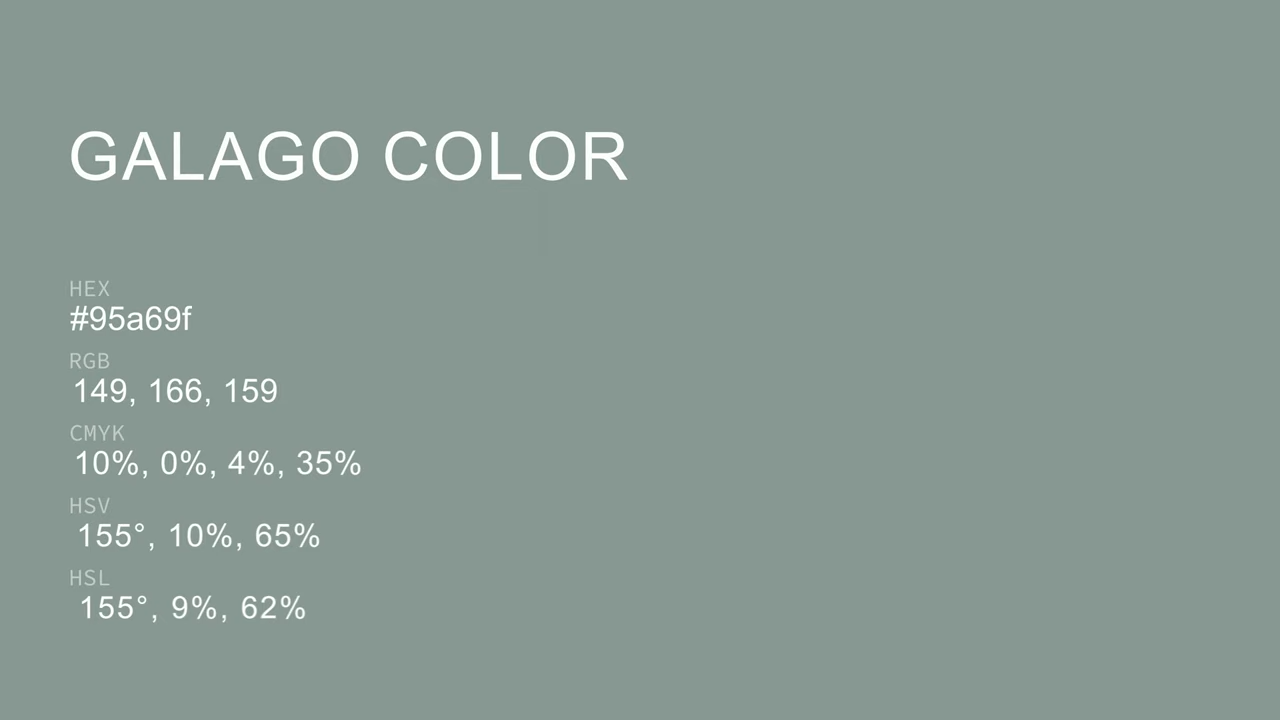 GALAGO COLOR
HEX
#95a69f
RGB
149, 166, 159
CMYK
10%, 0%, 4%, 35%
HSV
155°, 10%, 65%
HSL
155°, 9%, 62%